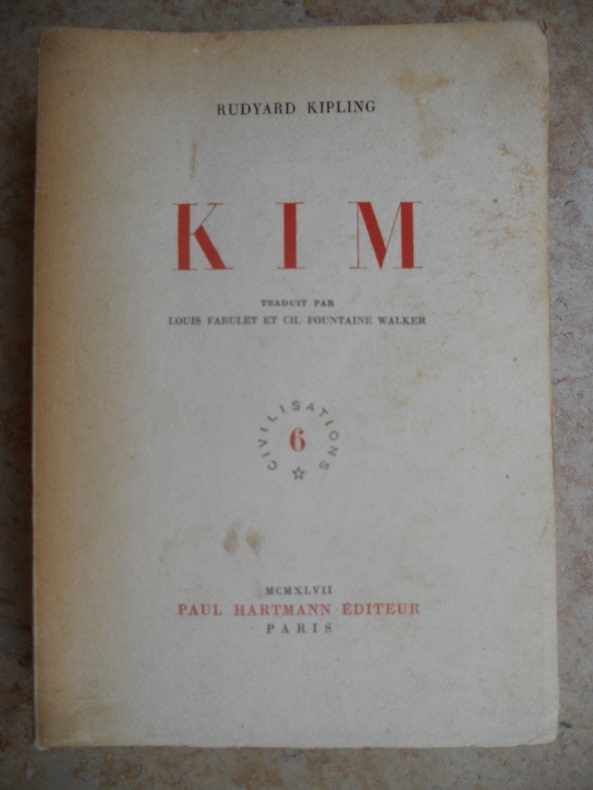 RUDYARD KIPLING
KIM
TRADUIT PAR
LOUIS FABULET ET CH. FOUNTAINE WALKER
CIVILISATIONS
6
MCMXLVII
PAUL HARTMANN ÉDITEUR
PARIS